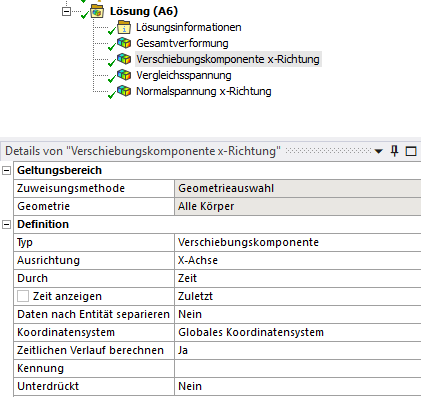 Lösung (A6)
Lösungsinformationen
Gesamtverformung
Verschiebungskomponente x-Richtung
Vergleichsspannung
Normalspannung x-Richtung
Details von "Verschiebungskomponente x-Richtung"
Geltungsbereich
Zuweisungsmethode Geometrieauswahl
Geometrie Alle Körper
Definition
Typ Verschiebungskomponente
Ausrichtung X-Achse
Durch Zeit
Zeit anzeigen Zuletzt
Daten nach Entität separieren Nein
Koordinatensystem Globales Koordinatensystem
Zeitlichen Verlauf berechnen Ja
Kennung
Unterdrückt Nein